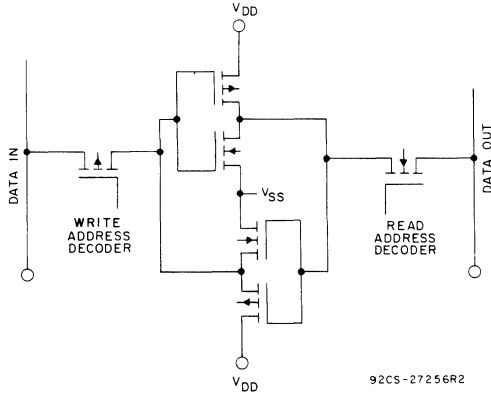 VDD
DATA IN
WRITE
ADDRESS
DECODER
VSS
READ
ADDRESS
DECODER
DATA OUT
VDD
92CS-27256R2